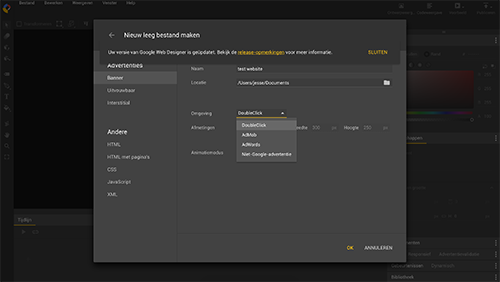 Bestand Bewerken Weergeven Venster Help
← Nieuw leeg bestand maken
Uw versie van Google Web Designer is geüpdatet. Bekijk de release-opmerkingen voor meer informatie. SLUITEN
Advertenties
Naam test website
Banner
Locatie /Users/jesse/Documents
Uitvouwbaar
Interstitial
Omgeving DoubleClick
Afmetingen 300 px Hoogte 250 px
DoubleClick
AdMob
AdWords
Niet-Google-advertentie
Animatiemodus
Andere
HTML
HTML met pagina's
CSS
JavaScript
XML
Tijdlijn
OK ANNULEREN
Bibliotheek